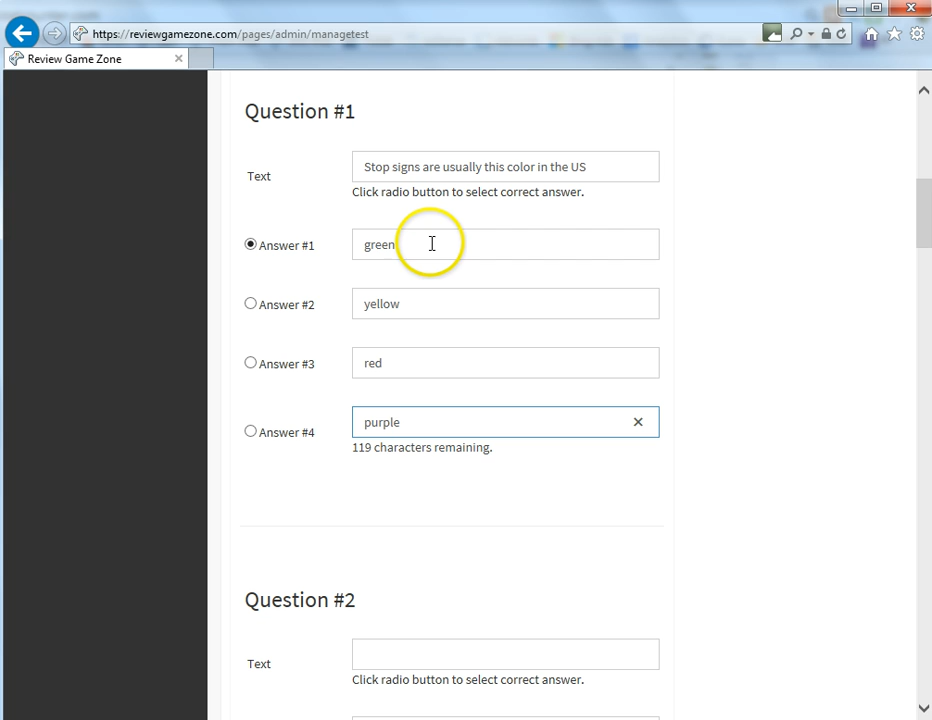 https://reviewgamezone.com/pages/admin/managetest
Review Game Zone
Question #1
Text
Stop signs are usually this color in the US
Click radio button to select correct answer.
Answer #1
green
Answer #2
yellow
Answer #3
red
Answer #4
purple
119 characters remaining.
Question #2
Text
Click radio button to select correct answer.